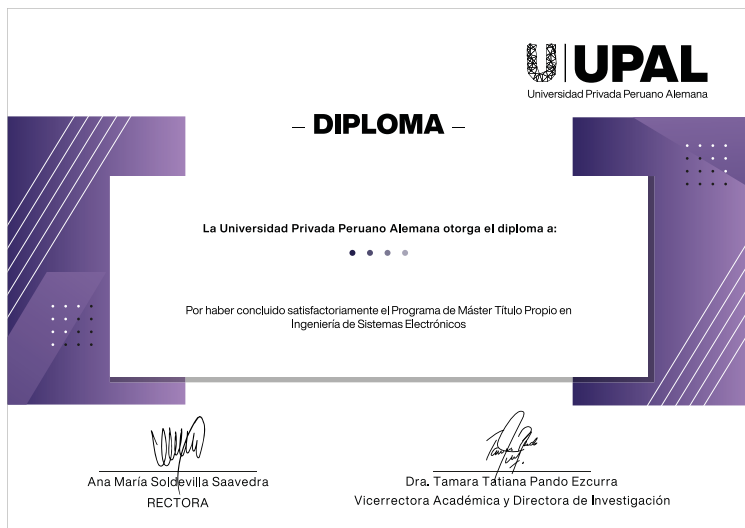 UPAL
Universidad Privada Peruano Alemana
– DIPLOMA –
La Universidad Privada Peruano Alemana otorga el diploma a:
Por haber concluido satisfactoriamente el Programa de Máster Título Propio en
Ingeniería de Sistemas Electrónicos
Ana María Soldevilla Saavedra
RECTORA
Dra. Tamara Tatiana Pando Ezcurra
Vicerrectora Académica y Directora de Investigación